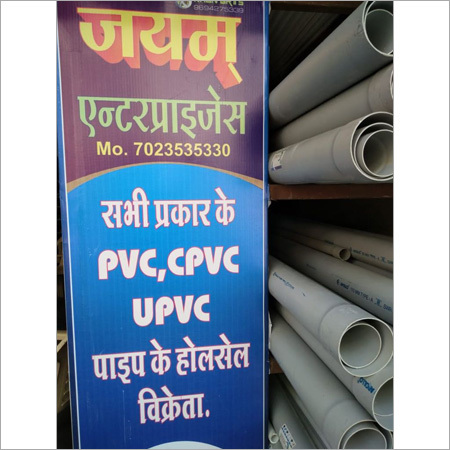 जयम्
एन्टरप्राइजेस
Mo. 7023535330
सभी प्रकार के
PVC,CPVC
UPVC
पाइप के होलसेल
विक्रेता.